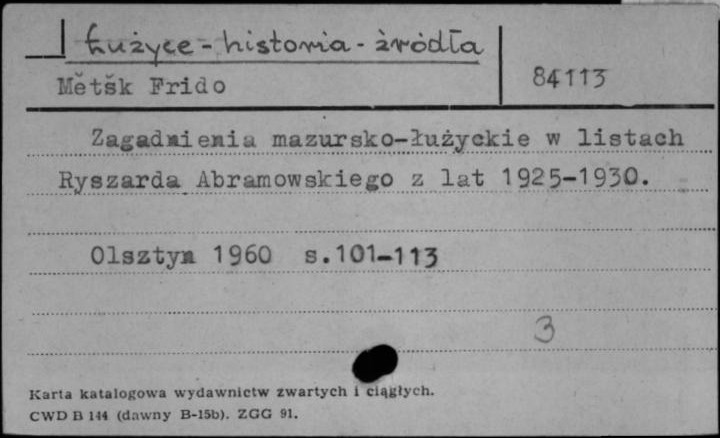 Łużyce - historia - źródła
Mětšk Frido
84113
Zagadnienia mazursko-łużyckie w listach
Ryszarda Abramowskiego z lat 1925-1930.
Olsztyn 1960 s.101-113
3
Karta katalogowa wydawnictw zwartych i ciągłych.
CWD B 144 (dawny B-15b). ZGG 91.